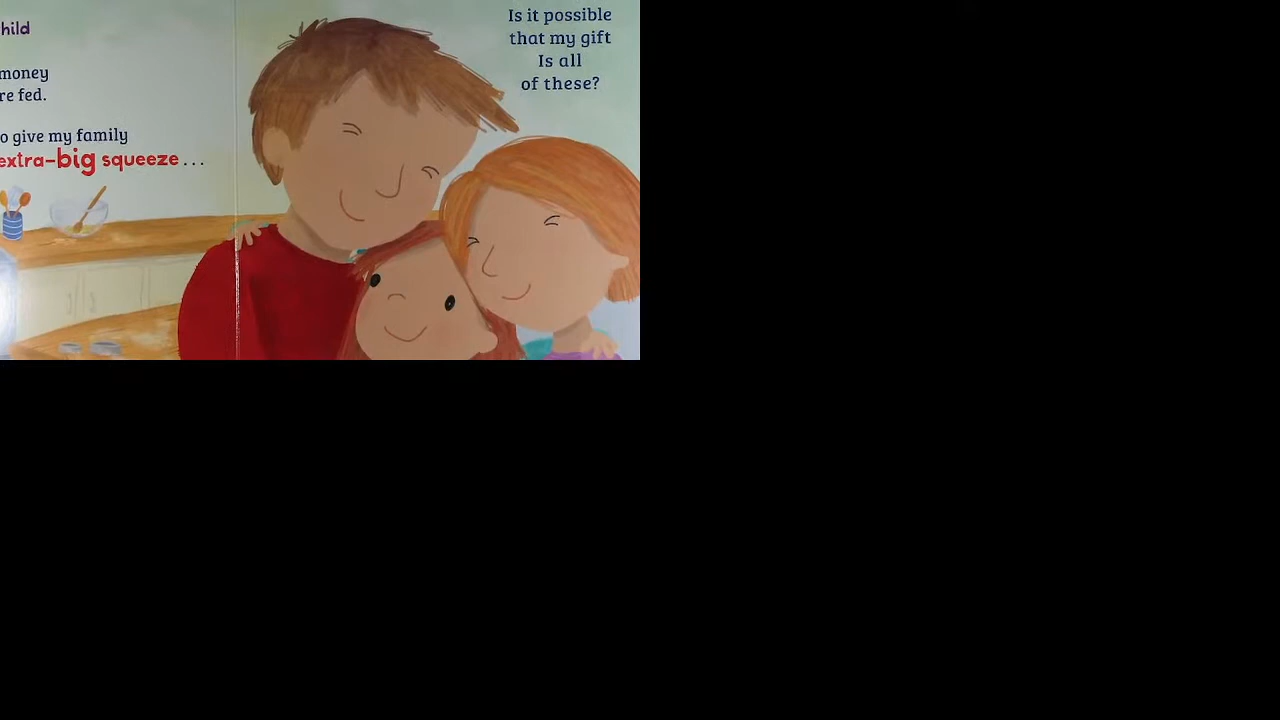 hild
money
re fed.
o give my family
extra-big squeeze...
Is it possible
that my gift
Is all
of these?